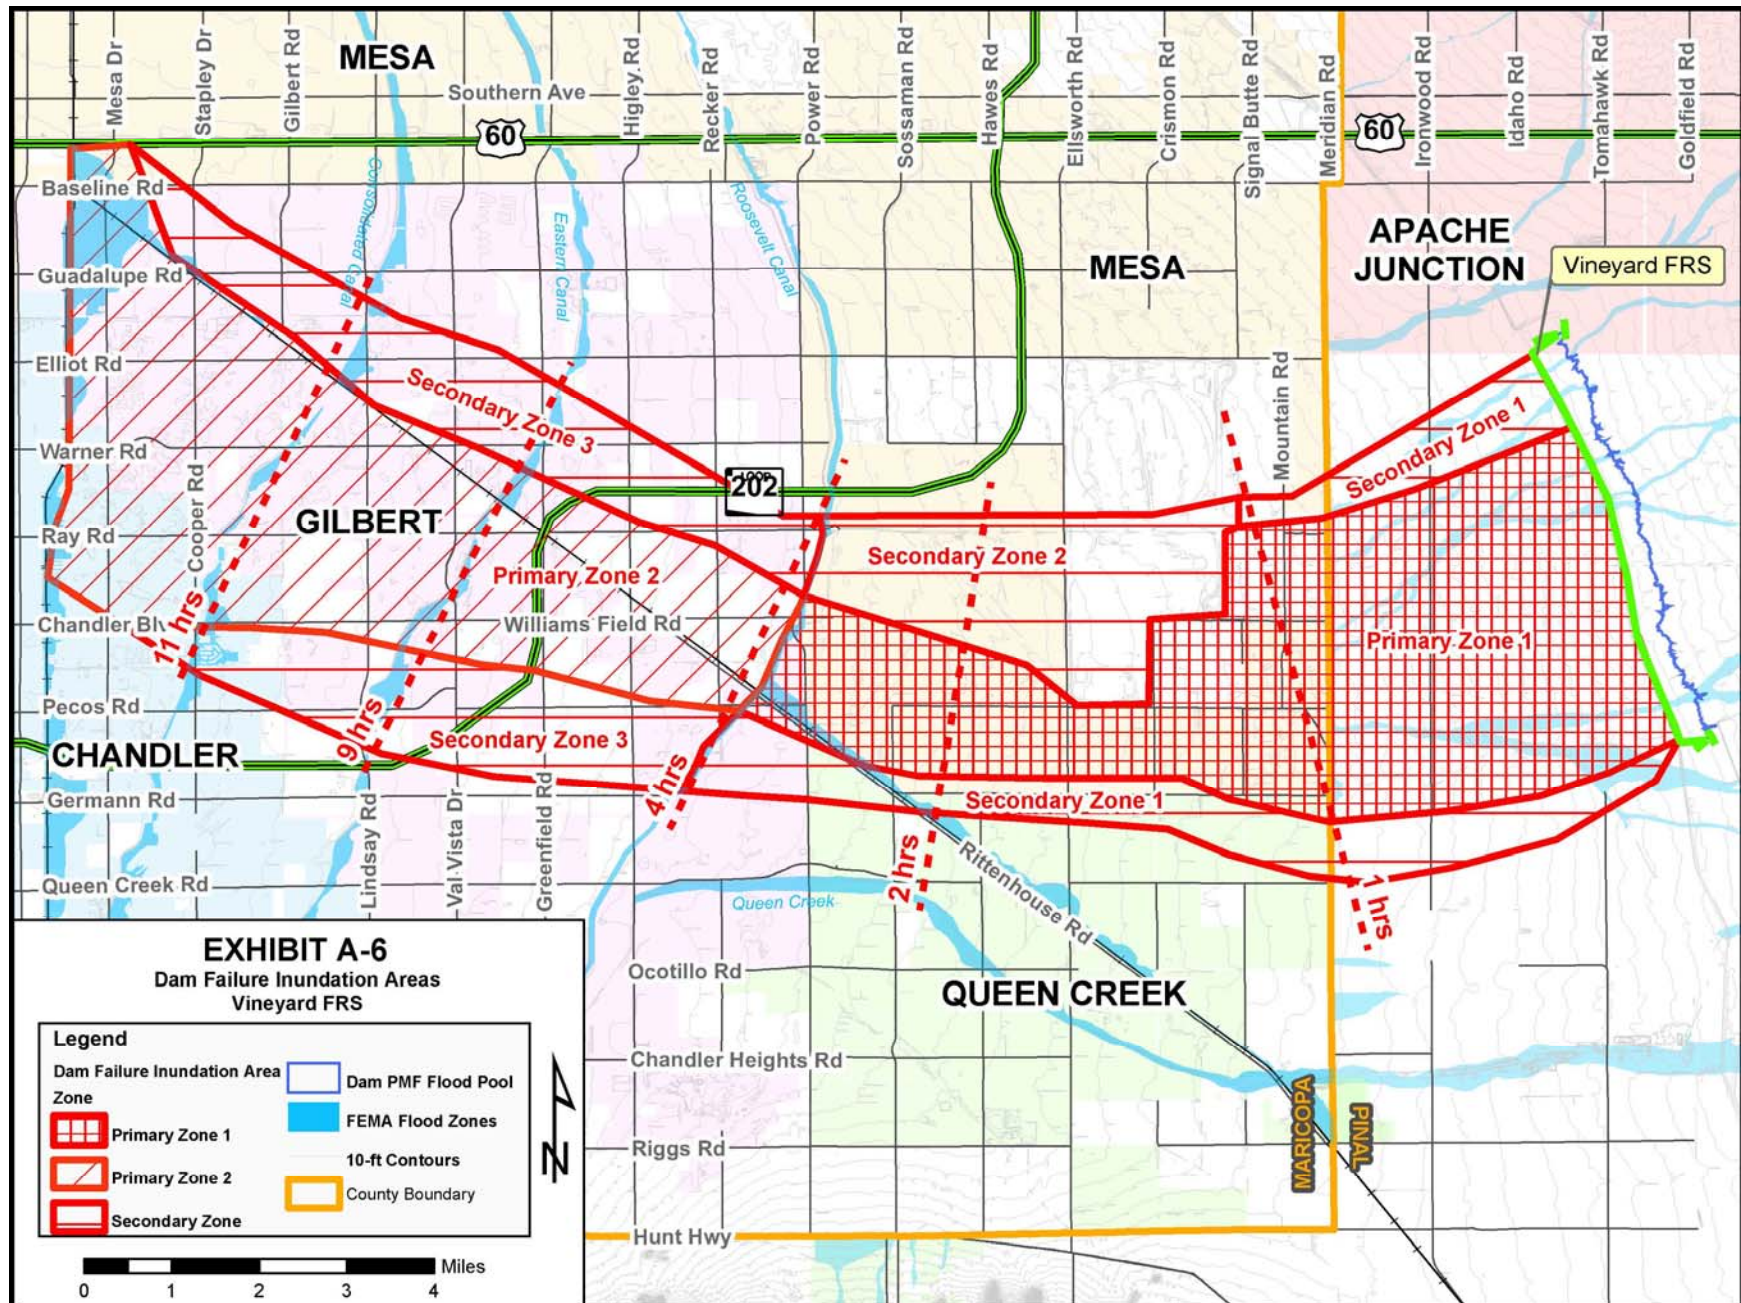 MESA
Mesa Dr
Stapley Dr
Gilbert Rd
Higley Rd
Recker Rd
Power Rd
Sossaman Rd
Hawes Rd
Ellsworth Rd
Crismon Rd
Signal Butte Rd
Meridian Rd
Ironwood Rd
Idaho Rd
Tomahawk Rd
Goldfield Rd
Southern Ave
60
60
Baseline Rd
Consolidated Canal
Eastern Canal
Roosevelt Canal
APACHE
JUNCTION
MESA
Vineyard FRS
Guadalupe Rd
Elliot Rd
Mountain Rd
Secondary Zone 3
Secondary Zone 1
Warner Rd
Cooper Rd
LOOP
202
GILBERT
Ray Rd
Secondary Zone 2
Primary Zone 2
Chandler Blv
Williams Field Rd
Primary Zone 1
11 hrs
Pecos Rd
9 hrs
Secondary Zone 3
CHANDLER
4 hrs
Germann Rd
Secondary Zone 1
Lindsay Rd
Val Vista Dr
Greenfield Rd
2 hrs
Rittenhouse Rd
1 hrs
Queen Creek Rd
Queen Creek
Ocotillo Rd
QUEEN CREEK
Chandler Heights Rd
MARICOPA
PINAL
Riggs Rd
Hunt Hwy
EXHIBIT A-6
Dam Failure Inundation Areas
Vineyard FRS
Legend
Dam Failure Inundation Area
Zone
Primary Zone 1
Primary Zone 2
Secondary Zone
Dam PMF Flood Pool
FEMA Flood Zones
10-ft Contours
County Boundary
N
Miles
0 1 2 3 4